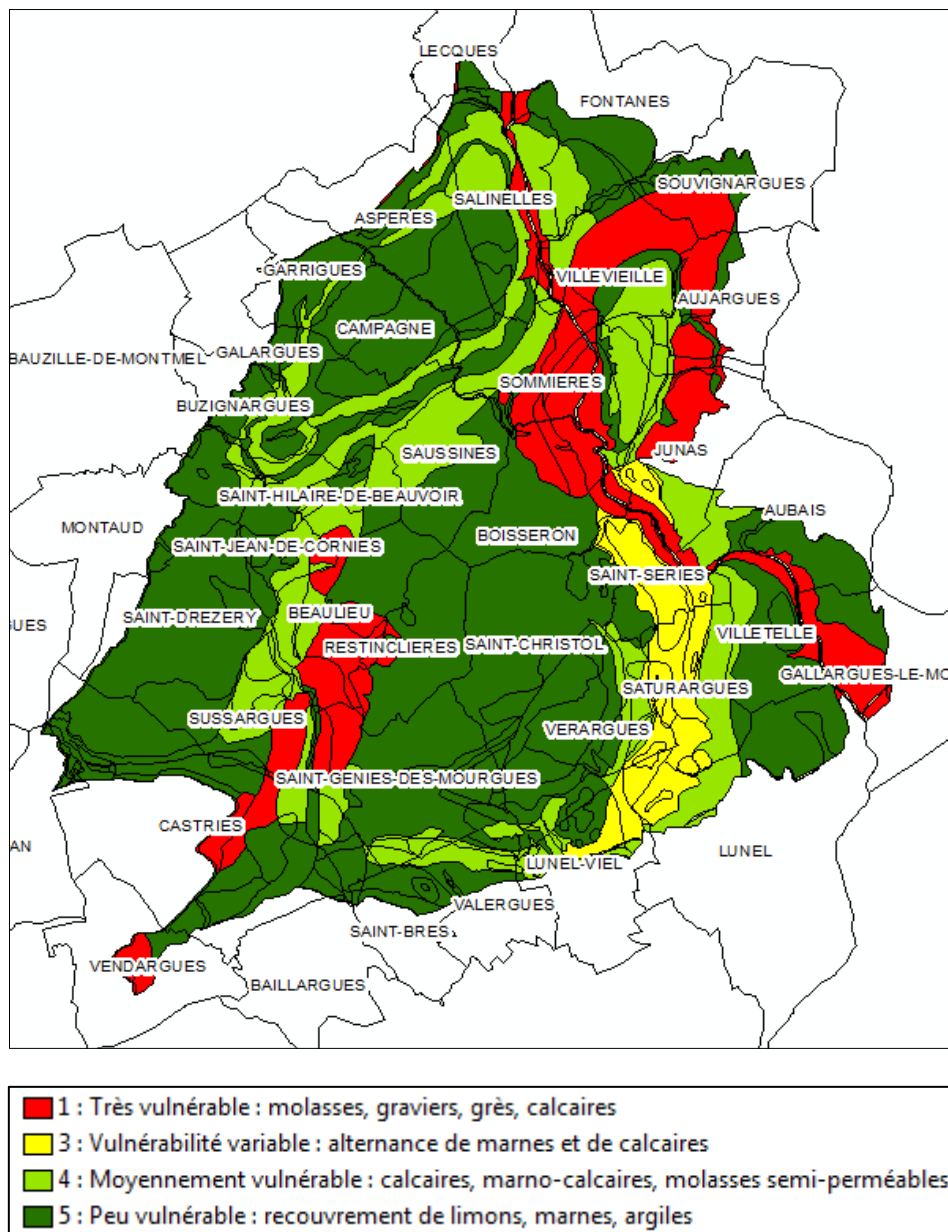 LECQUES
FONTANES
SOUVIGNARGUES
SALINELLES
ASPERES
GARRIGUES
VILLEVIEILLE
AUJARGUES
CAMPAGNE
GALARGUES
BAUZILLE-DE-MONTMEL
BUZIGNARGUES
SOMMIERES
SAUSSINES
JUNAS
SAINT-HILAIRE-DE-BEAUVOIR
AUBAIS
MONTAUD
SAINT-JEAN-DE-CORNIES
BOISSERON
SAINT-SERIES
SAINT-DREZERY
BEAULIEU
UES
RESTINCLIERES
SAINT-CHRISTOL
VILLETELLE
GALLARGUES-LE-MO
SATURARGUES
SUSSARGUES
VERARGUES
SAINT-GENIES-DES-MOURGUES
CASTRIES
AN
LUNEL
LUNEL-VIEL
VALERGUES
SAINT-BRES
VENDARGUES
BAILLARGUES
1 : Très vulnérable : molasses, graviers, grès, calcaires
3 : Vulnérabilité variable : alternance de marnes et de calcaires
4 : Moyennement vulnérable : calcaires, marno-calcaires, molasses semi-perméables
5 : Peu vulnérable : recouvrement de limons, marnes, argiles